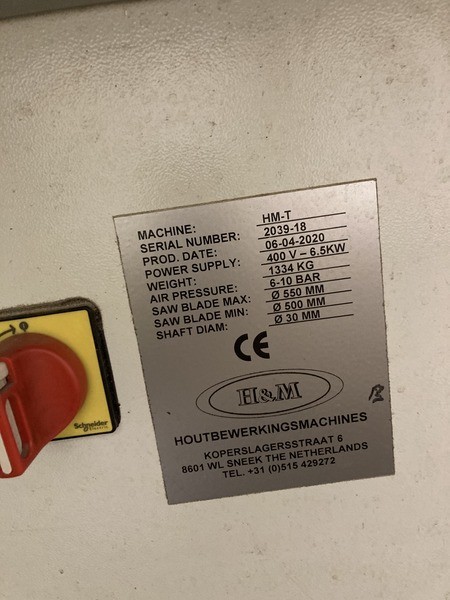 MACHINE: HM-T
SERIAL NUMBER: 2039-18
PROD. DATE: 06-04-2020
POWER SUPPLY: 400 V – 6.5KW
WEIGHT: 1334 KG
AIR PRESSURE: 6-10 BAR
SAW BLADE MAX: Ø 550 MM
SAW BLADE MIN: Ø 500 MM
SHAFT DIAM: Ø 30 MM
CE
H&M
HOUTBEWERKINGSMACHINES
KOPERSLAGERSSTRAAT 6
8601 WL SNEEK THE NETHERLANDS
TEL. +31 (0)515 429272
Schneider
Electric